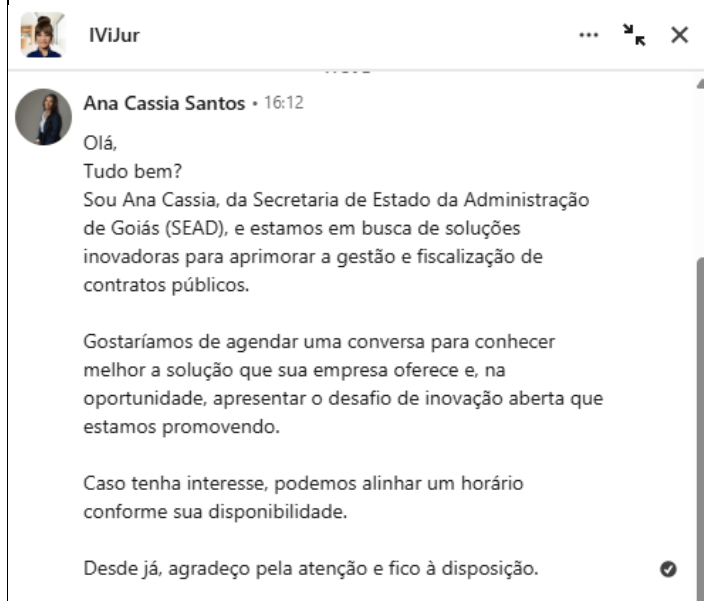 IViJur
Ana Cassia Santos • 16:12
Olá,
Tudo bem?
Sou Ana Cassia, da Secretaria de Estado da Administração
de Goiás (SEAD), e estamos em busca de soluções
inovadoras para aprimorar a gestão e fiscalização de
contratos públicos.
Gostaríamos de agendar uma conversa para conhecer
melhor a solução que sua empresa oferece e, na
oportunidade, apresentar o desafio de inovação aberta que
estamos promovendo.
Caso tenha interesse, podemos alinhar um horário
conforme sua disponibilidade.
Desde já, agradeço pela atenção e fico à disposição.